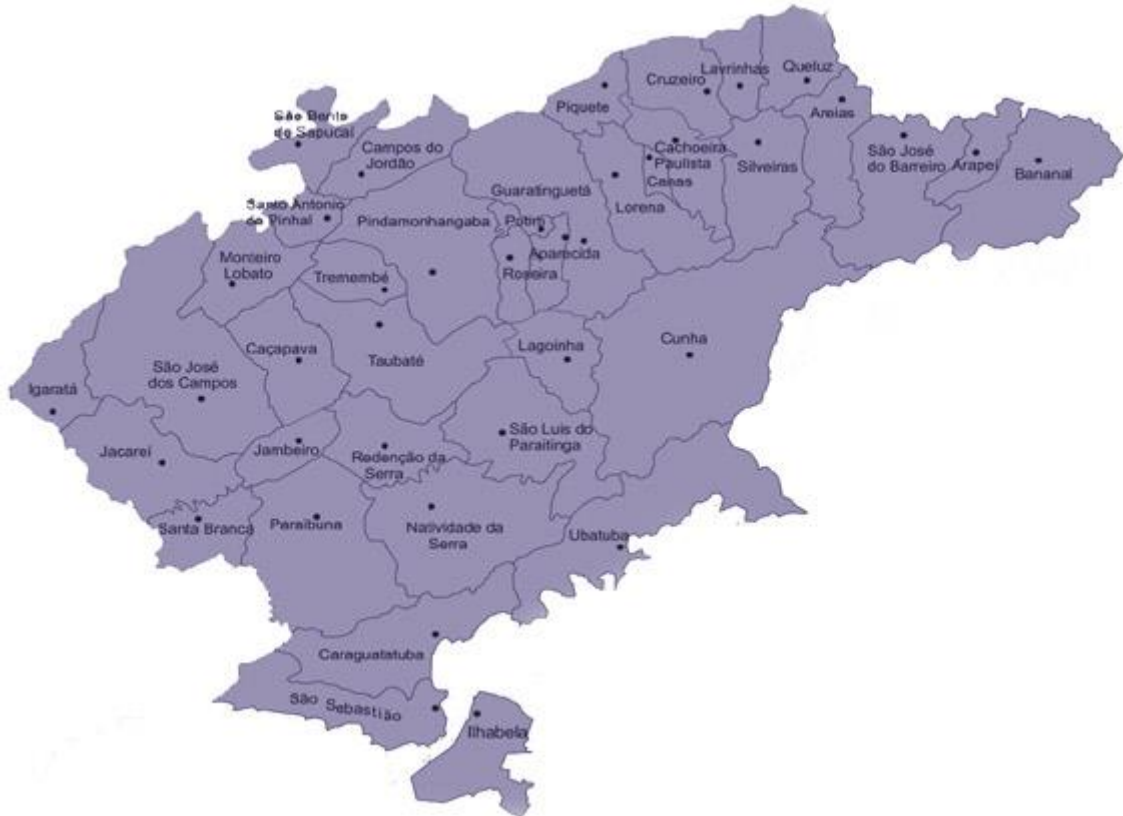 Lavrinhas
Queluz
Cruzeiro
Piquete
Areias
São Bento
do Sapucaí
Campos do
Jordão
Cachoeira
Paulista
Canas
Silveiras
São José
do Barreiro
Arapeí
Bananal
Guaratinguetá
Lorena
Santo Antonio
do Pinhal
Pindamonhangaba
Potim
Aparecida
Roseira
Monteiro
Lobato
Tremembé
Caçapava
Taubaté
Lagoinha
Cunha
São José
dos Campos
Igaratá
Jacareí
Jambeiro
Redenção da
Serra
São Luis do
Paraitinga
Santa Branca
Paraibuna
Natividade da
Serra
Ubatuba
Caraguatatuba
São Sebastião
Ilhabela